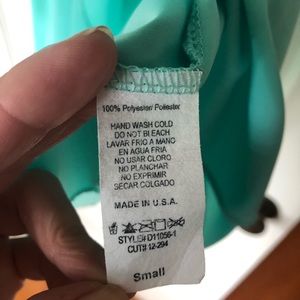 100% Polyester/ Poliester
HAND WASH COLD
DO NOT BLEACH
LAVAR FRIO A MANO
EN AGUA FRIA
NO USAR CLORO
NO PLANCHAR
NO EXPRIMIR
SECAR COLGADO
MADE IN U.S.A.
STYLE#D11056-1
CUT# 12-294
Small